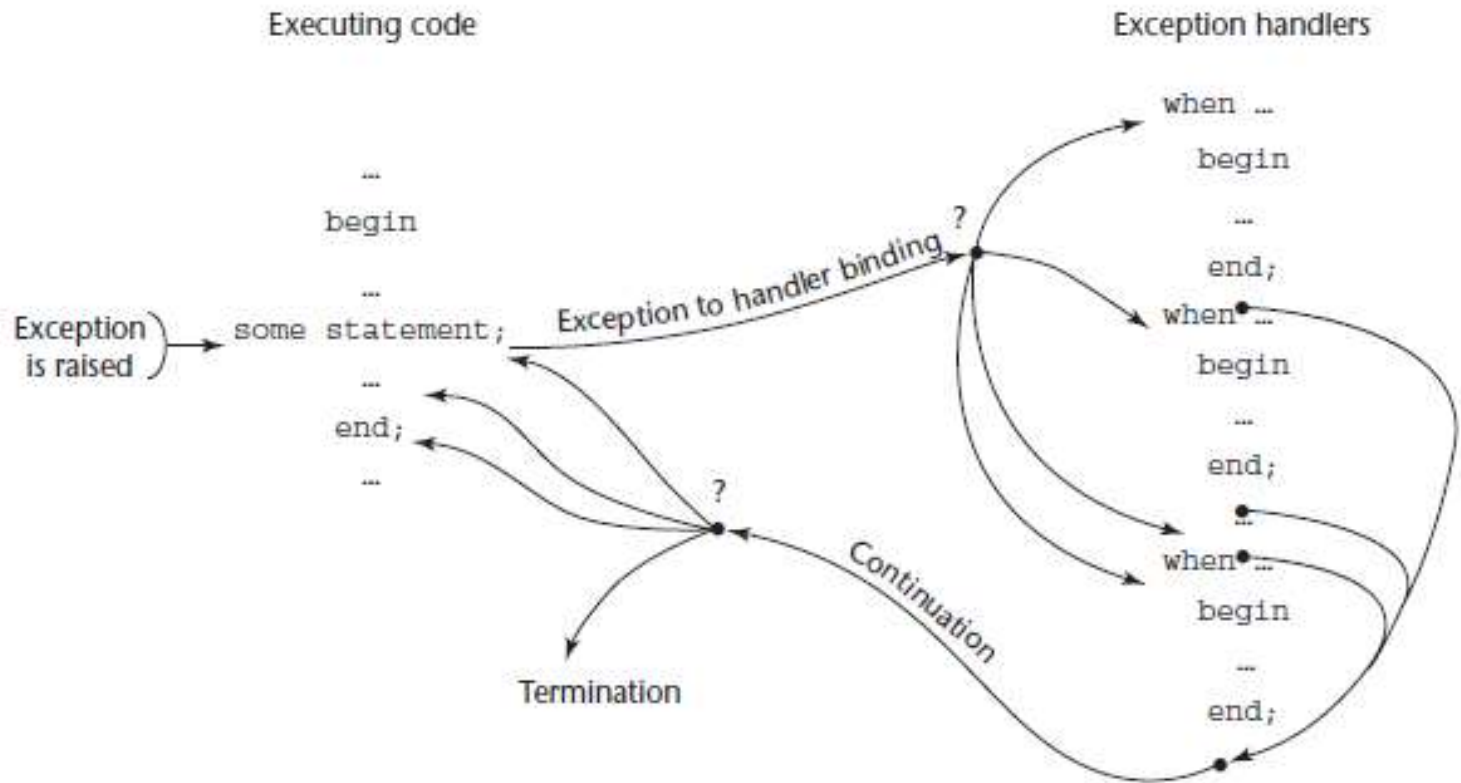 Executing code
Exception handlers
…
begin
…
some statement;
…
end;
…
Exception
is raised
Exception to handler binding
?
when …
begin
…
end;
when …
begin
…
end;
…
when …
begin
…
end;
?
Continuation
Termination